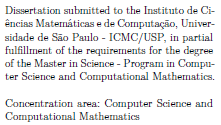 Dissertation submitted to the Instituto de Ci-
ências Matemáticas e de Computação, Univer-
sidade de São Paulo - ICMC/USP, in partial
fulfillment of the requirements for the degree
of the Master in Science - Program in Compu-
ter Science and Computational Mathematics.
Concentration area: Computer Science and
Computational Mathematics